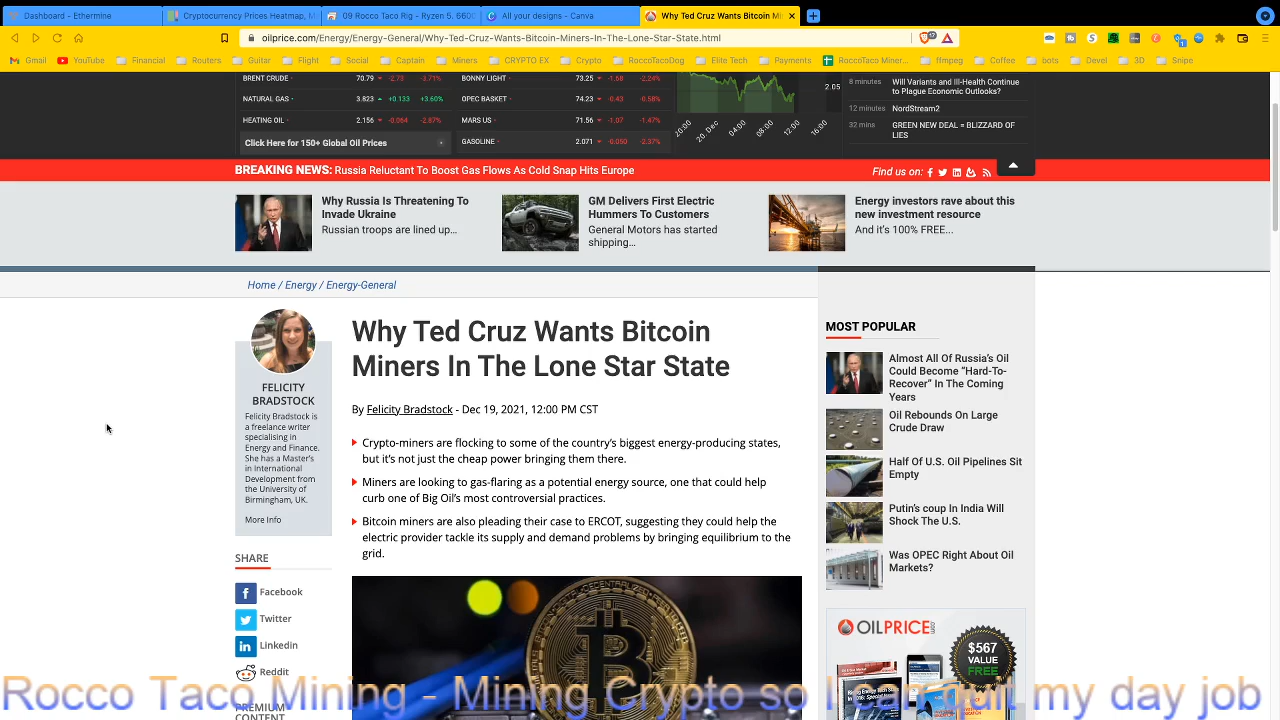 Dashboard - Ethermine
Cryptocurrency Prices Heatmap, M
09 Rocco Taco Rig - Ryzen 5. 660
All your designs - Canva
Why Ted Cruz Wants Bitcoin Mi
oilprice.com/Energy/Energy-General/Why-Ted-Cruz-Wants-Bitcoin-Miners-In-The-Lone-Star-State.html
Gmail YouTube Financial Routers Guitar Flight Social Captain Miners CRYPTO EX Crypto RoccoTacoDog Elite Tech Payments RoccoTaco Miner... ffmpeg Coffee bots Devel 3D Snipe
BRENT CRUDE 70.79 -2.73 -3.71%
NATURAL GAS 3.823 +0.133 +3.60%
HEATING OIL 2.156 -0.064 -2.87%
Click Here for 150+ Global Oil Prices
BONNY LIGHT 73.25 -1.68 -2.24%
OPEC BASKET 74.23 -0.43 -0.58%
MARS US 71.56 -1.07 -1.47%
GASOLINE 2.071 -0.050 -2.37%
2.05
20:00 20. Dec 04:00 08:00 12:00 16:00
8 minutes Will Variants and Ill-Health Continue
to Plague Economic Outlooks?
12 minutes NordStream2
32 mins GREEN NEW DEAL = BLIZZARD OF
LIES
BREAKING NEWS: Russia Reluctant To Boost Gas Flows As Cold Snap Hits Europe
Find us on:
Why Russia Is Threatening To
Invade Ukraine
Russian troops are lined up...
GM Delivers First Electric
Hummers To Customers
General Motors has started
shipping...
Energy investors rave about this
new investment resource
And it's 100% FREE...
Home / Energy / Energy-General
FELICITY
BRADSTOCK
Felicity Bradstock is
a freelance writer
specialising in
Energy and Finance.
She has a Master's
in International
Development from
the University of
Birmingham, UK.
More Info
SHARE
Facebook
Twitter
Linkedin
Reddit
PREMIUM
CONTENT
Why Ted Cruz Wants Bitcoin
Miners In The Lone Star State
By Felicity Bradstock - Dec 19, 2021, 12:00 PM CST
Crypto-miners are flocking to some of the country's biggest energy-producing states,
but it's not just the cheap power bringing them there.
Miners are looking to gas-flaring as a potential energy source, one that could help
curb one of Big Oil's most controversial practices.
Bitcoin miners are also pleading their case to ERCOT, suggesting they could help the
electric provider tackle its supply and demand problems by bringing equilibrium to the
grid.
MOST POPULAR
Almost All Of Russia's Oil
Could Become "Hard-To-
Recover" In The Coming
Years
Oil Rebounds On Large
Crude Draw
Half Of U.S. Oil Pipelines Sit
Empty
Putin's coup In India Will
Shock The U.S.
Was OPEC Right About Oil
Markets?
OILPRICE
$567
VALUE
FREE
Rocco Taco Mining - Mining Crypto so I can quit my day job